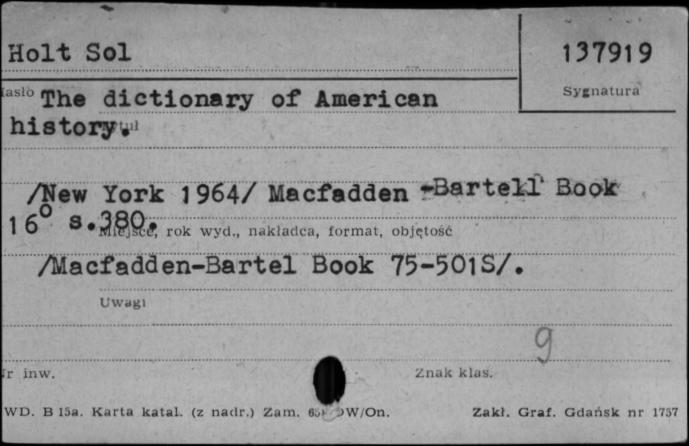 Holt Sol
137919
Sygnatura
The dictionary of American
history.
/New York 1964/ Macfadden -Bartell Book
16° s.380.
Miejsce, rok wyd., nakładca, format, objętość
/Macfadden-Bartel Book 75-501S/.
Uwagi
9
inw.
Znak klas.
WD. B 15a. Karta katal. (z nadr.) Zam. /On.
Zakł. Graf. Gdańsk nr 1757